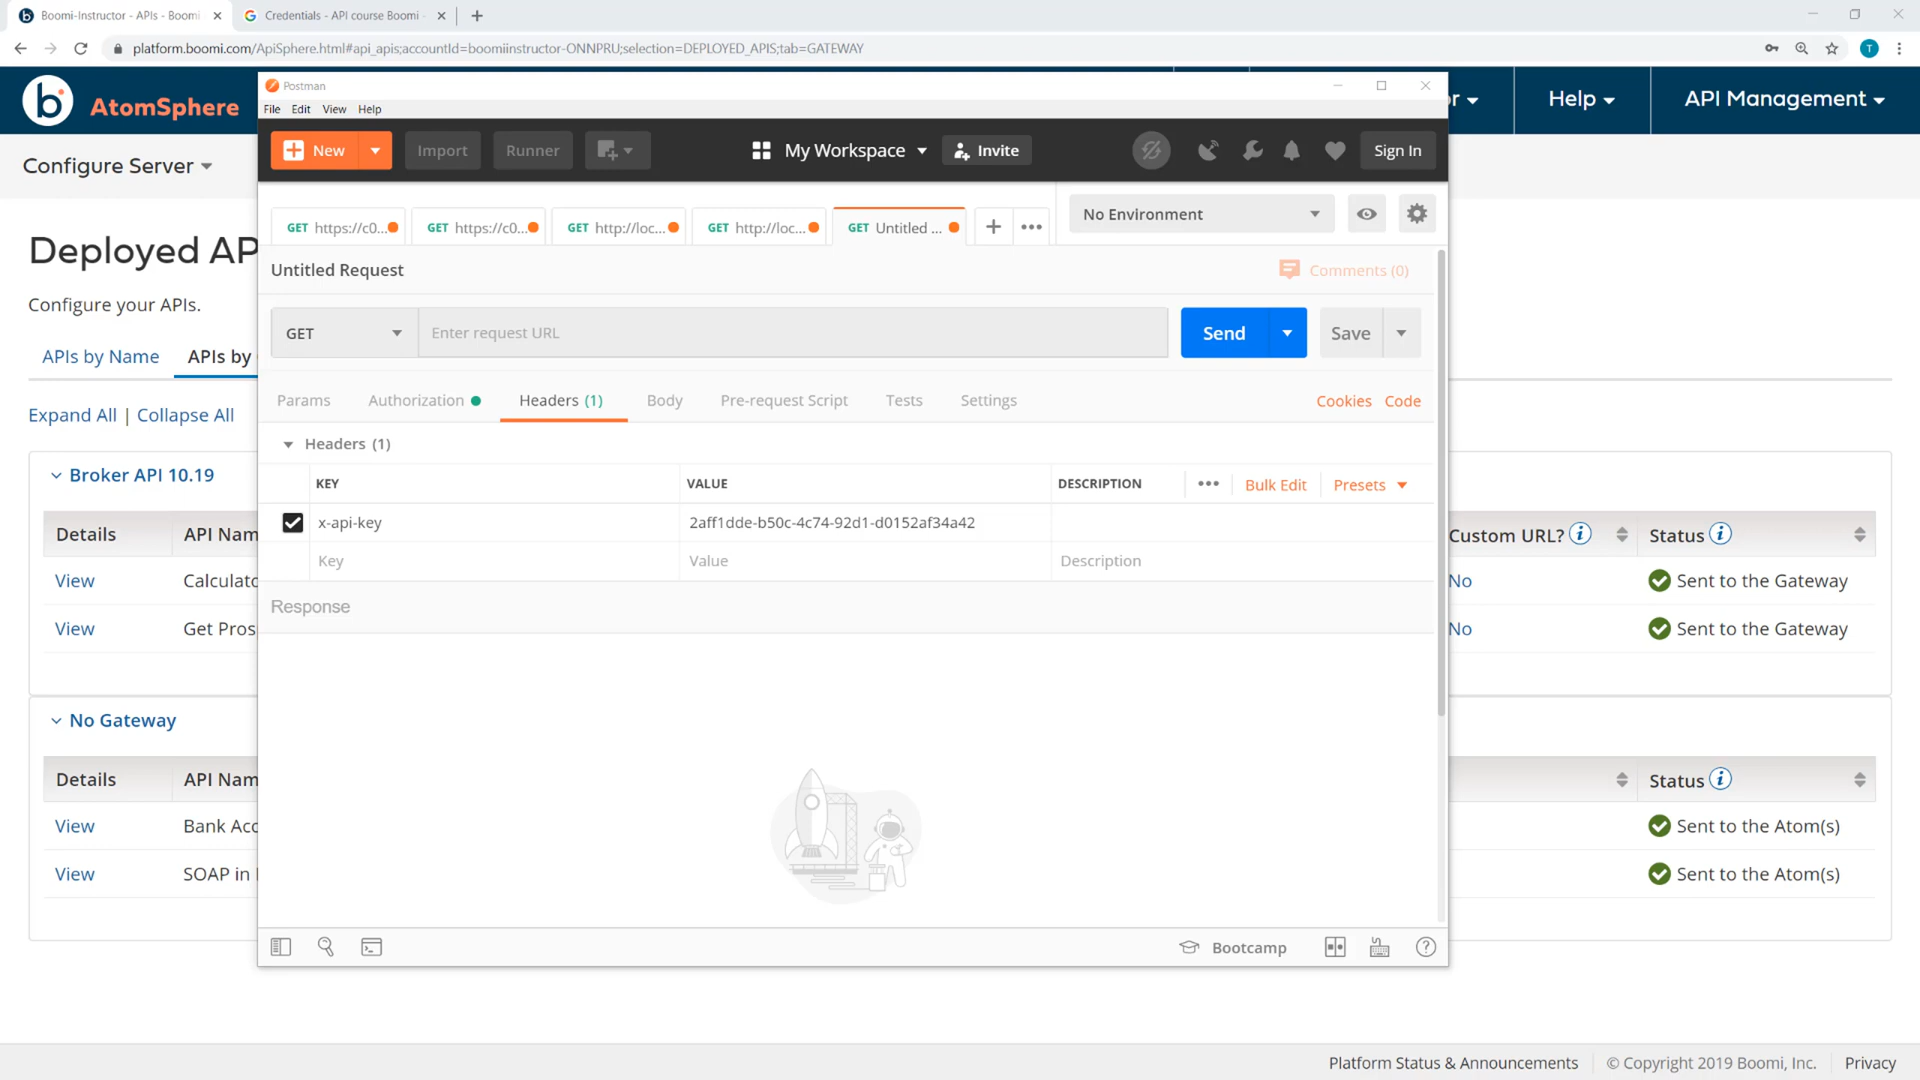 Boomi-Instructor - APIs - Boomi
Credentials - API course Boomi -
platform.boomi.com/ApiSphere.html#api_apis;accountId=boomiinstructor-ONNPRU;selection=DEPLOYED_APIS;tab=GATEWAY
T
b AtomSphere
Help
API Management
Configure Server
Postman
File Edit View Help
New
Import
Runner
My Workspace
Invite
Sign In
GET https://c0...
GET https://c0...
GET http://loc...
GET http://loc...
GET Untitled ...
No Environment
Untitled Request
Comments (0)
GET
Enter request URL
Send
Save
Params
Authorization
Headers (1)
Body
Pre-request Script
Tests
Settings
Cookies Code
Headers (1)
KEY VALUE DESCRIPTION
Bulk Edit
Presets
x-api-key 2aff1dde-b50c-4c74-92d1-d0152af34a42
Key Value Description
Response
Bootcamp
Deployed AP
Configure your APIs.
APIs by Name
APIs by
Expand All | Collapse All
Broker API 10.19
Details API Nam Custom URL? Status
View Calculato No Sent to the Gateway
View Get Pros No Sent to the Gateway
No Gateway
Details API Nam Status
View Bank Acc Sent to the Atom(s)
View SOAP in Sent to the Atom(s)
Platform Status & Announcements
© Copyright 2019 Boomi, Inc.
Privacy